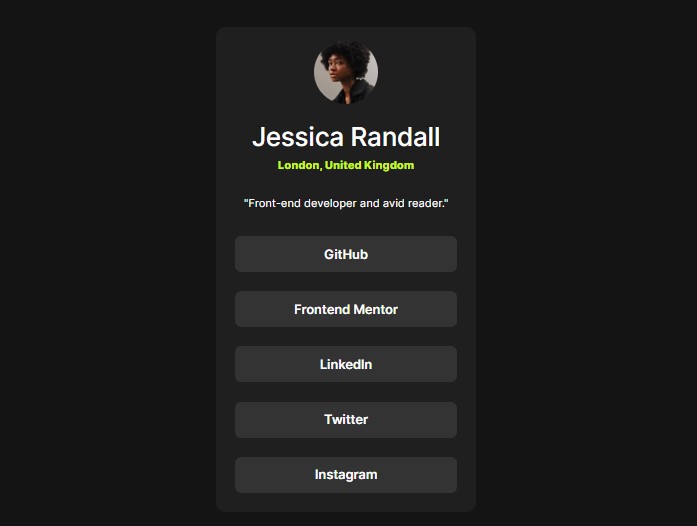 Jessica Randall
London, United Kingdom
"Front-end developer and avid reader."
GitHub
Frontend Mentor
LinkedIn
Twitter
Instagram